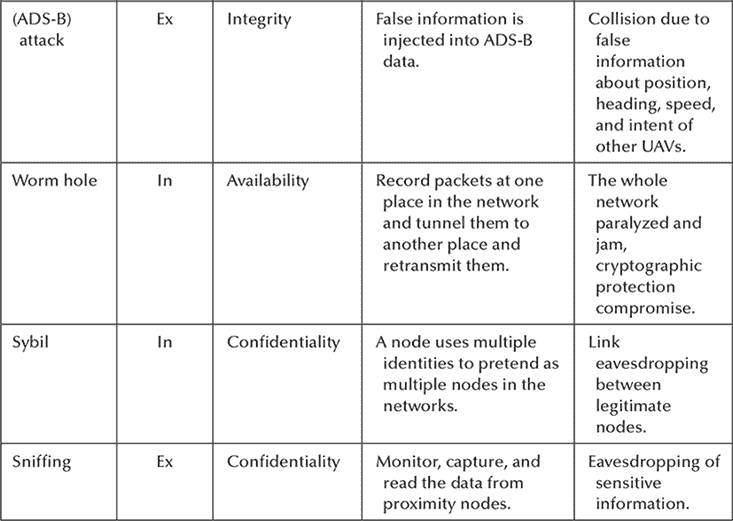 (ADS-B)
attack
Ex
Integrity
False information is
injected into ADS-B
data.
Collision due to
false
information
about position,
heading, speed,
and intent of
other UAVs.
Worm hole
In
Availability
Record packets at one
place in the network
and tunnel them to
another place and
retransmit them.
The whole
network
paralyzed and
jam,
cryptographic
protection
compromise.
Sybil
In
Confidentiality
A node uses multiple
identities to pretend as
multiple nodes in the
networks.
Link
eavesdropping
between
legitimate
nodes.
Sniffing
Ex
Confidentiality
Monitor, capture, and
read the data from
proximity nodes.
Eavesdropping of
sensitive
information.